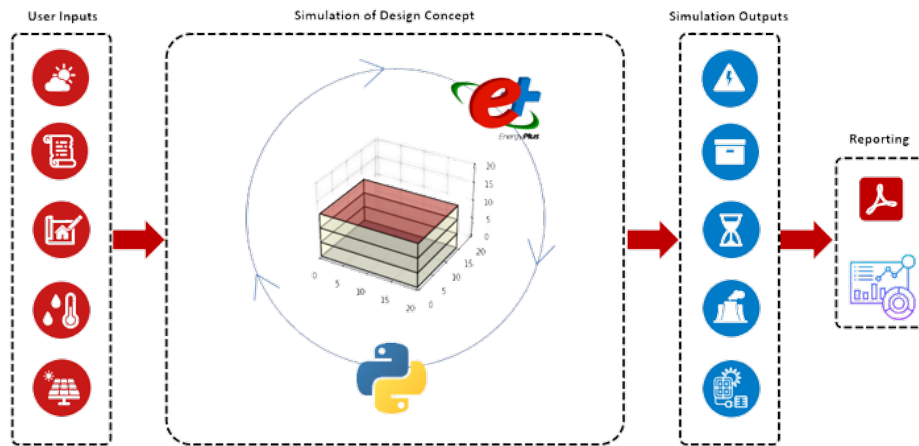 User Inputs
Simulation of Design Concept
Simulation Outputs
Reporting
e+
EnergyPlus
20
15
10
5
0
0
5
10
15
20
0
5
10
15
20